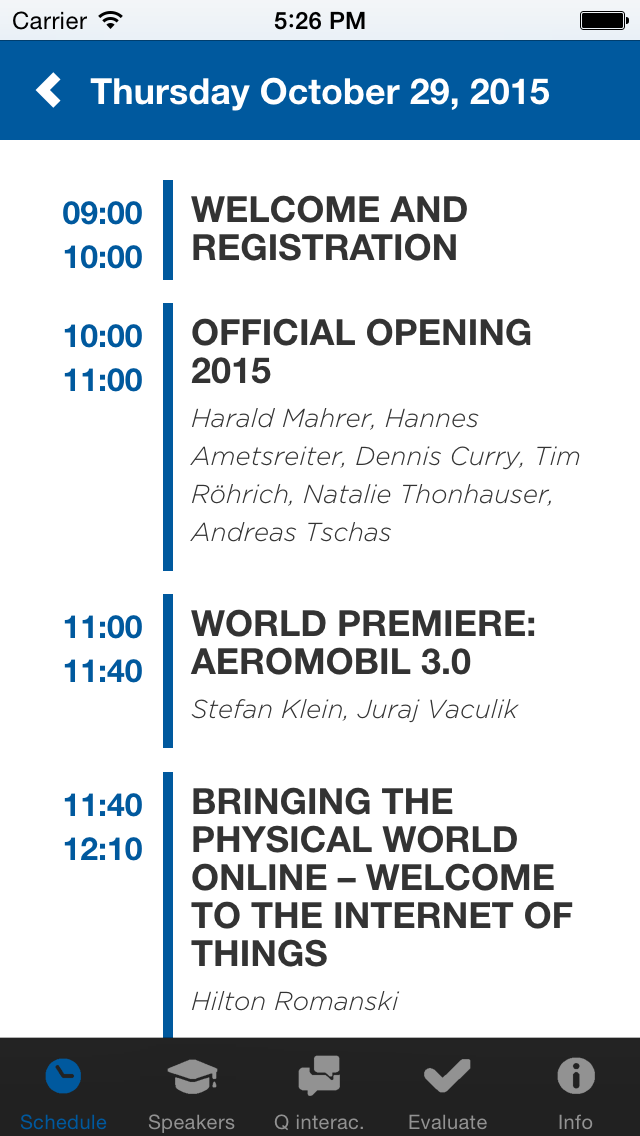 Carrier 5:26 PM
Thursday October 29, 2015
09:00
10:00
WELCOME AND
REGISTRATION
10:00
11:00
OFFICIAL OPENING
2015
Harald Mahrer, Hannes
Ametsreiter, Dennis Curry, Tim
Röhrich, Natalie Thonhauser,
Andreas Tschas
11:00
11:40
WORLD PREMIERE:
AEROMOBIL 3.0
Stefan Klein, Juraj Vaculik
11:40
12:10
BRINGING THE
PHYSICAL WORLD
ONLINE – WELCOME
TO THE INTERNET OF
THINGS
Hilton Romanski
Schedule Speakers Q interac. Evaluate Info